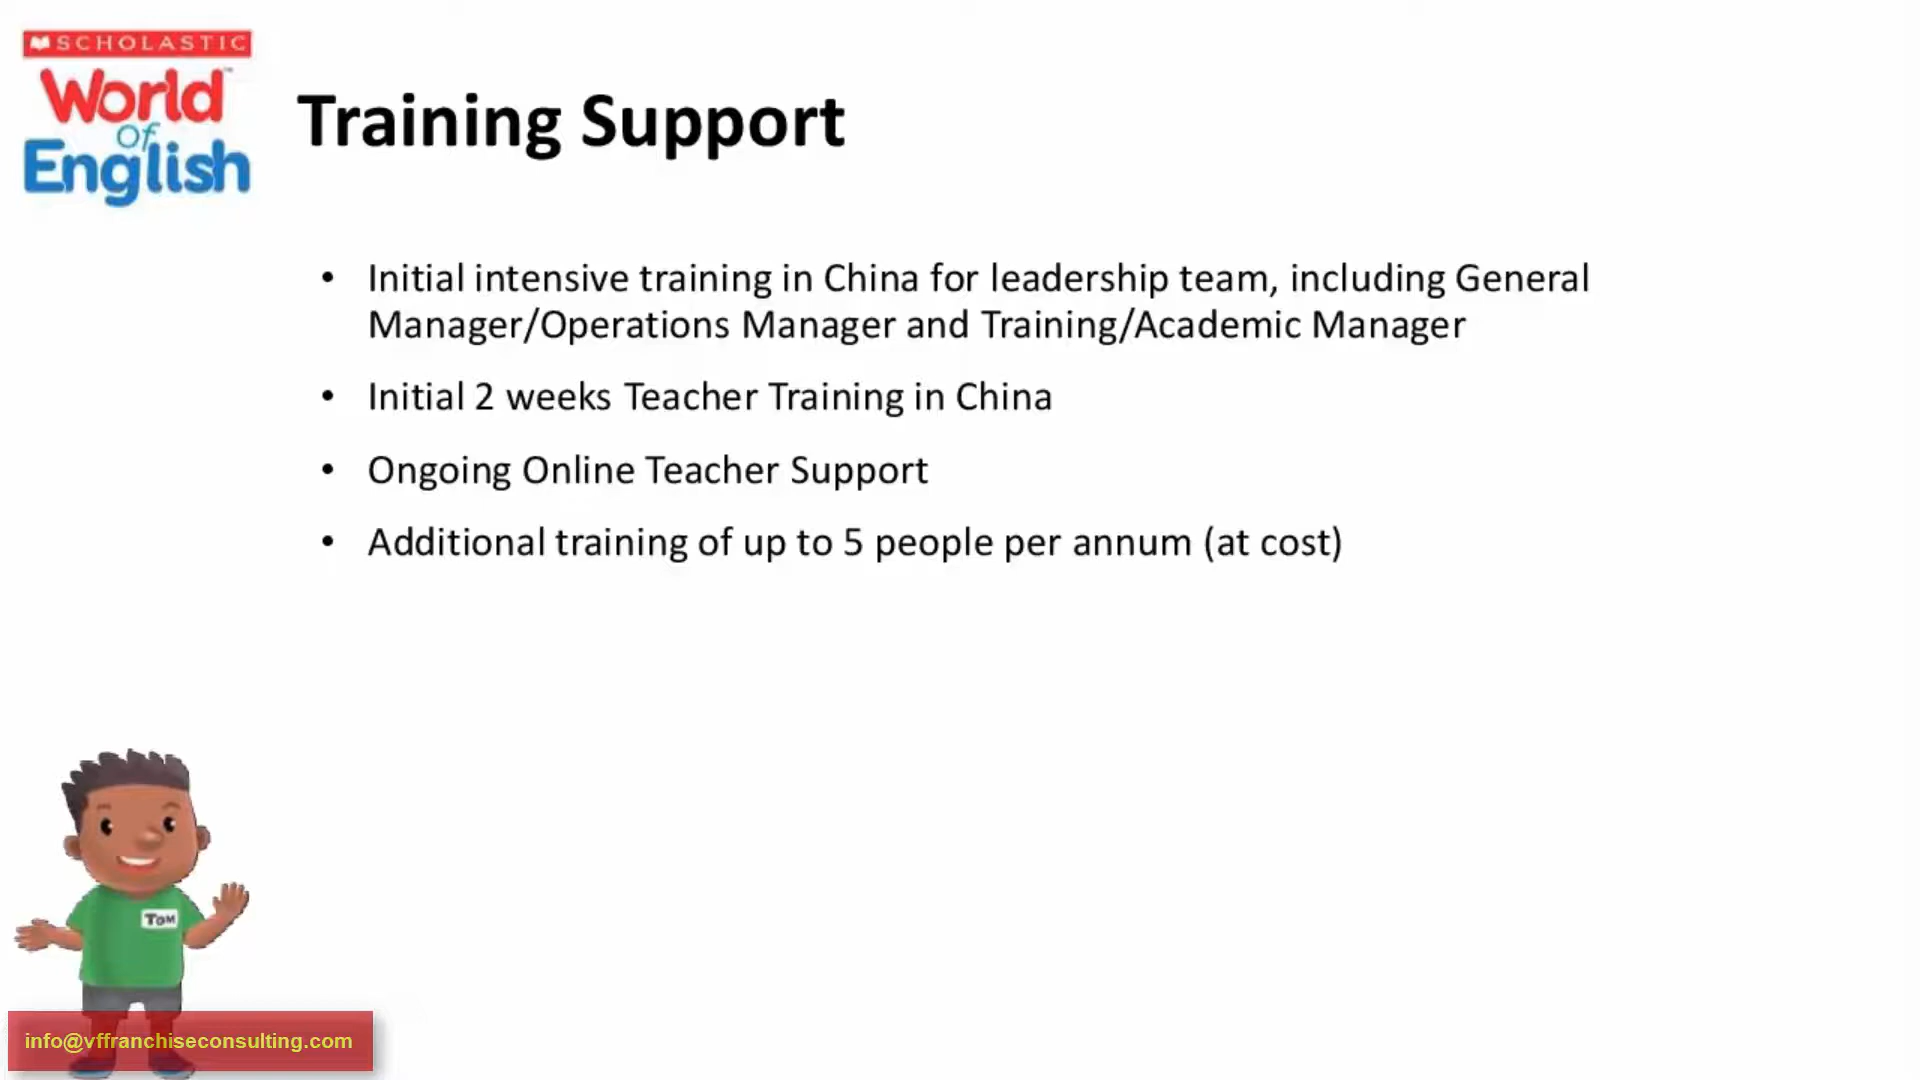 SCHOLASTIC
World™
of
English
Training Support
• Initial intensive training in China for leadership team, including General
Manager/Operations Manager and Training/Academic Manager
• Initial 2 weeks Teacher Training in China
• Ongoing Online Teacher Support
• Additional training of up to 5 people per annum (at cost)
TOM
info@vffranchiseconsulting.com